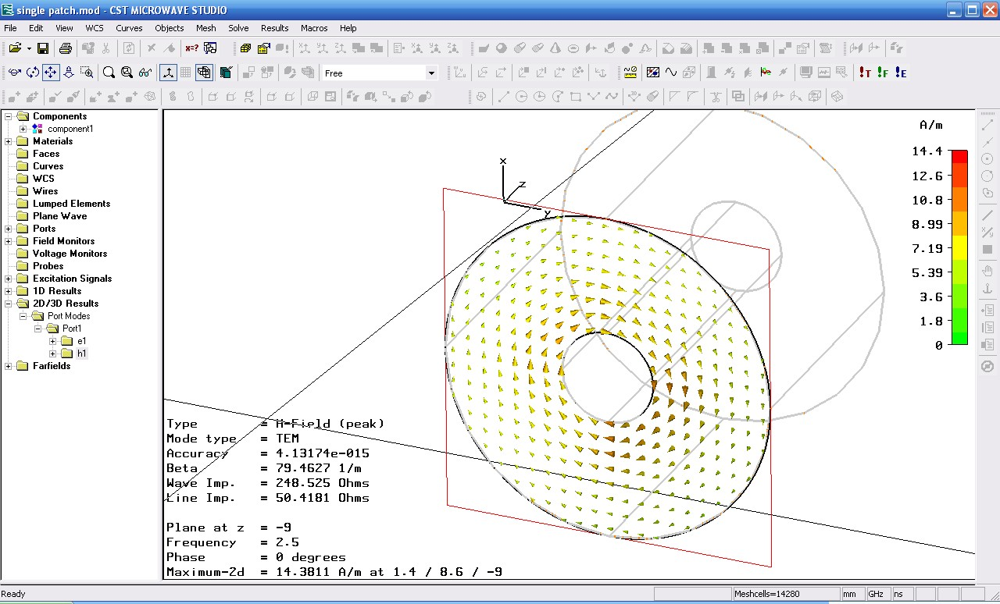 single patch.mod - CST MICROWAVE STUDIO
File Edit View WCS Curves Objects Mesh Solve Results Macros Help
x=?
Free
!T !F !E
Components
component1
Materials
Faces
Curves
WCS
Wires
Lumped Elements
Plane Wave
Ports
Field Monitors
Voltage Monitors
Probes
Excitation Signals
1D Results
2D/3D Results
Port Modes
Port1
e1
h1
Farfields
x
z
y
A/m
14.4
12.6
10.8
8.99
7.19
5.39
3.6
1.8
0
Type = H-Field (peak)
Mode type = TEM
Accuracy = 4.13174e-015
Beta = 79.4627 1/m
Wave Imp. = 248.525 Ohms
Line Imp. = 50.4181 Ohms
Plane at z = -9
Frequency = 2.5
Phase = 0 degrees
Maximum-2d = 14.3811 A/m at 1.4 / 8.6 / -9
Ready
Meshcells=14280 mm GHz ns